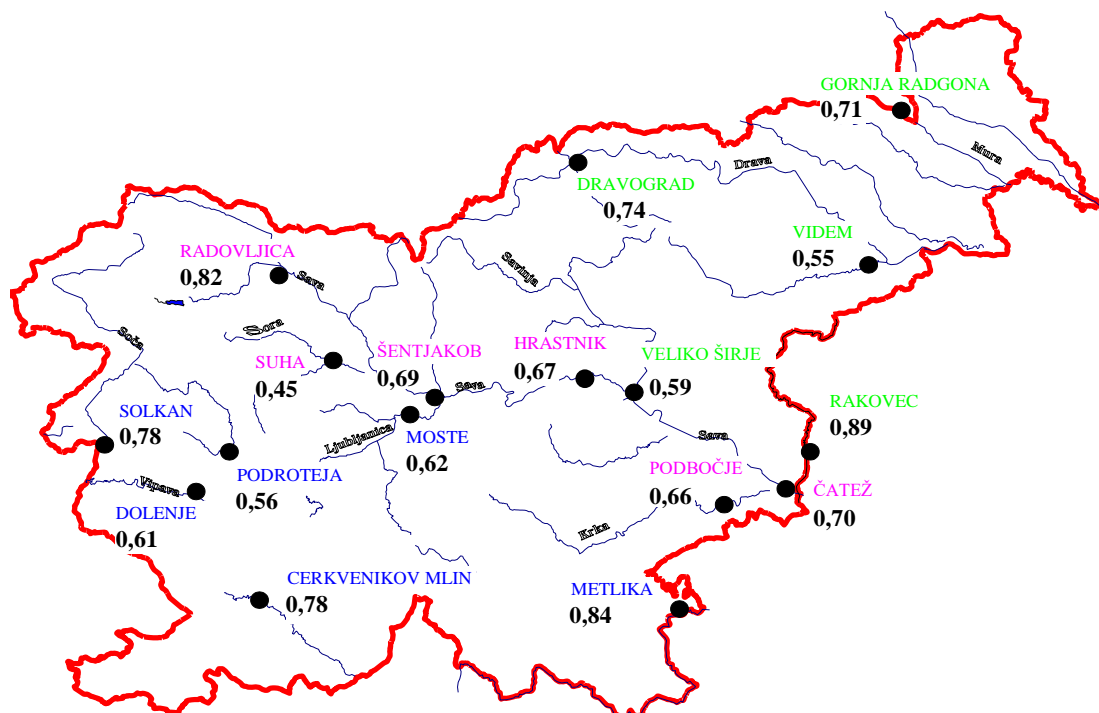 GORNJA RADGONA
0,71
Mura
Drava
DRAVOGRAD
0,74
VIDEM
0,55
RADOVLJICA
0,82
Sava
Savinja
Soča
Sora
SUHA
0,45
ŠENTJAKOB
0,69
Sava
HRASTNIK
0,67
VELIKO ŠIRJE
0,59
RAKOVEC
0,89
SOLKAN
0,78
Ljubljanica
MOSTE
0,62
Sava
PODROTEJA
0,56
PODBOČJE
0,66
ČATEŽ
0,70
Vipava
DOLENJE
0,61
Krka
CERKVENIKOV MLIN
0,78
METLIKA
0,84